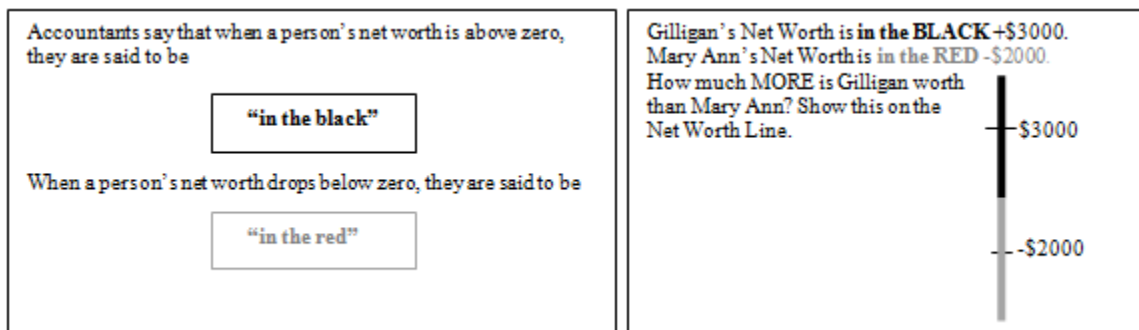 Accountants say that when a person's net worth is above zero,
they are said to be
“in the black”
When a person's net worth drops below zero, they are said to be
“in the red”
Gilligan's Net Worth is in the BLACK +$3000.
Mary Ann's Net Worth is in the RED -$2000.
How much MORE is Gilligan worth
than Mary Ann? Show this on the
Net Worth Line.
$3000
-$2000